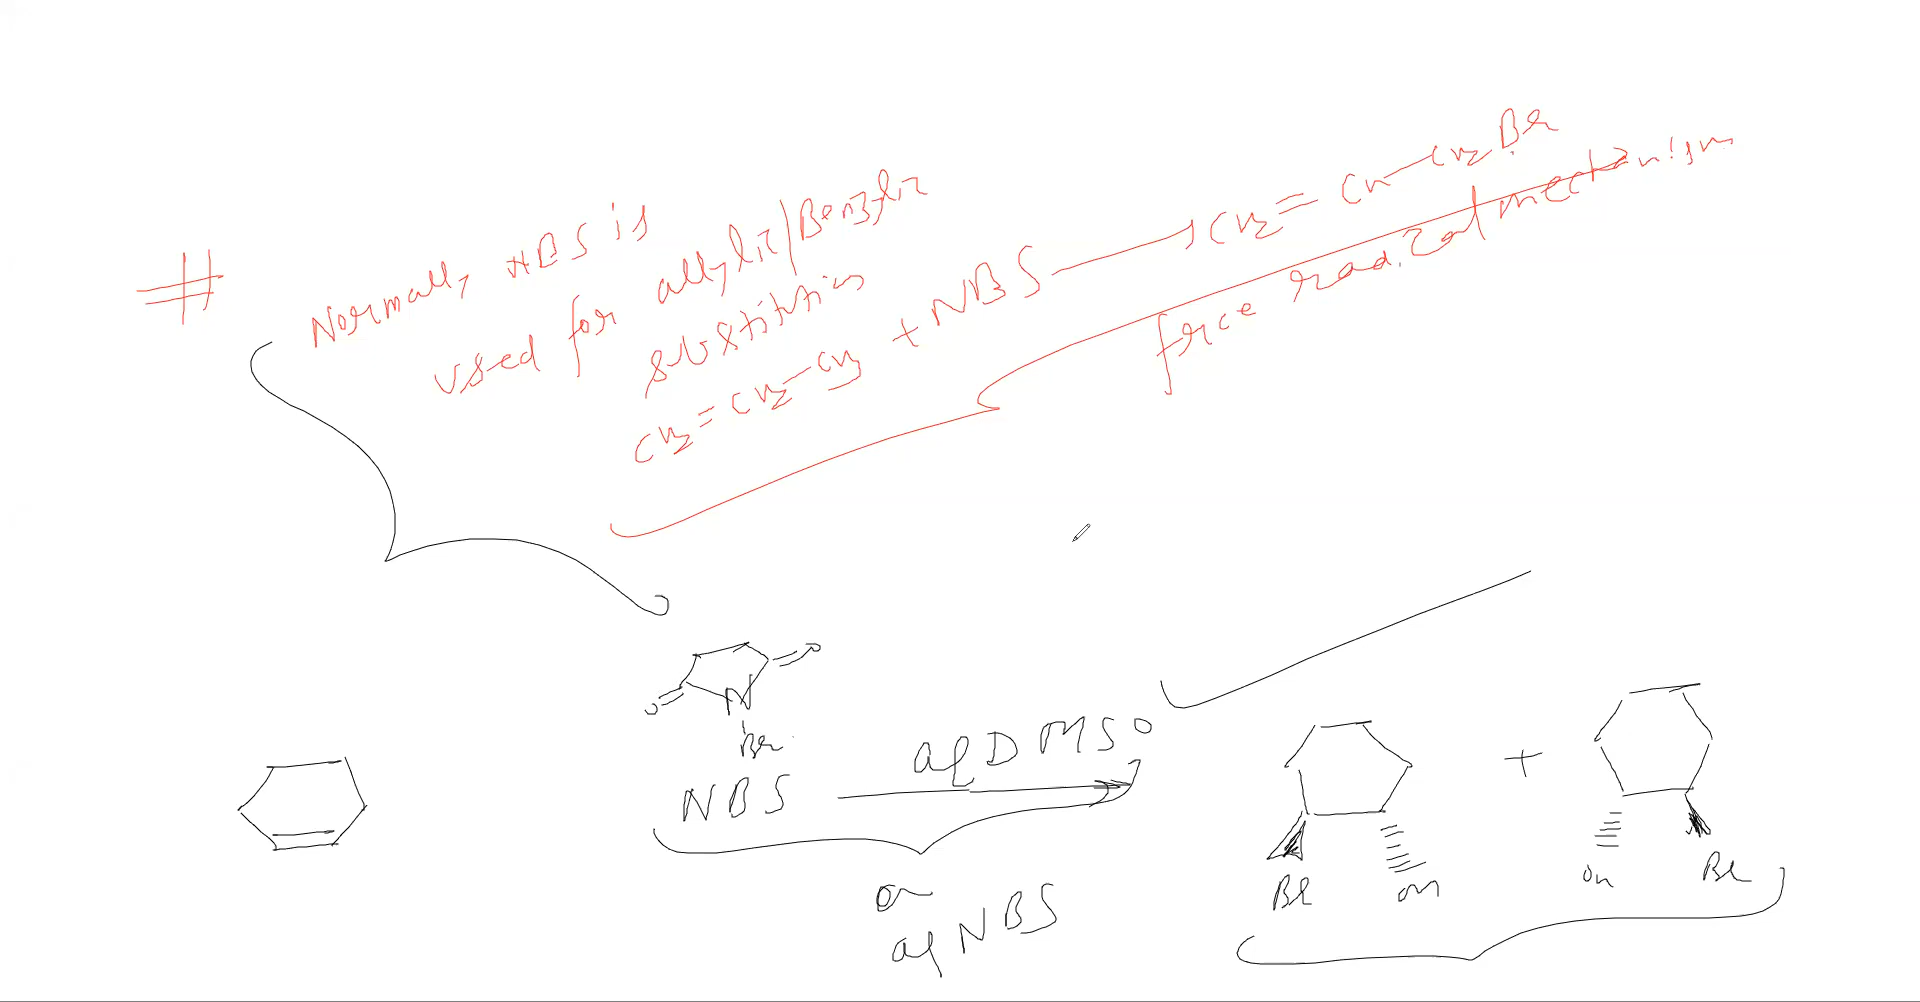 #
Normally NBS is
used for allylic/Benzylic
substitution
CH2=CH2-CH3 + NBS → CH2=CH-CH2Br
free radical mechanism
O=
N
=O
Br
NBS
aq DMSO
or
aq NBS
Br
OH
+
OH
Br